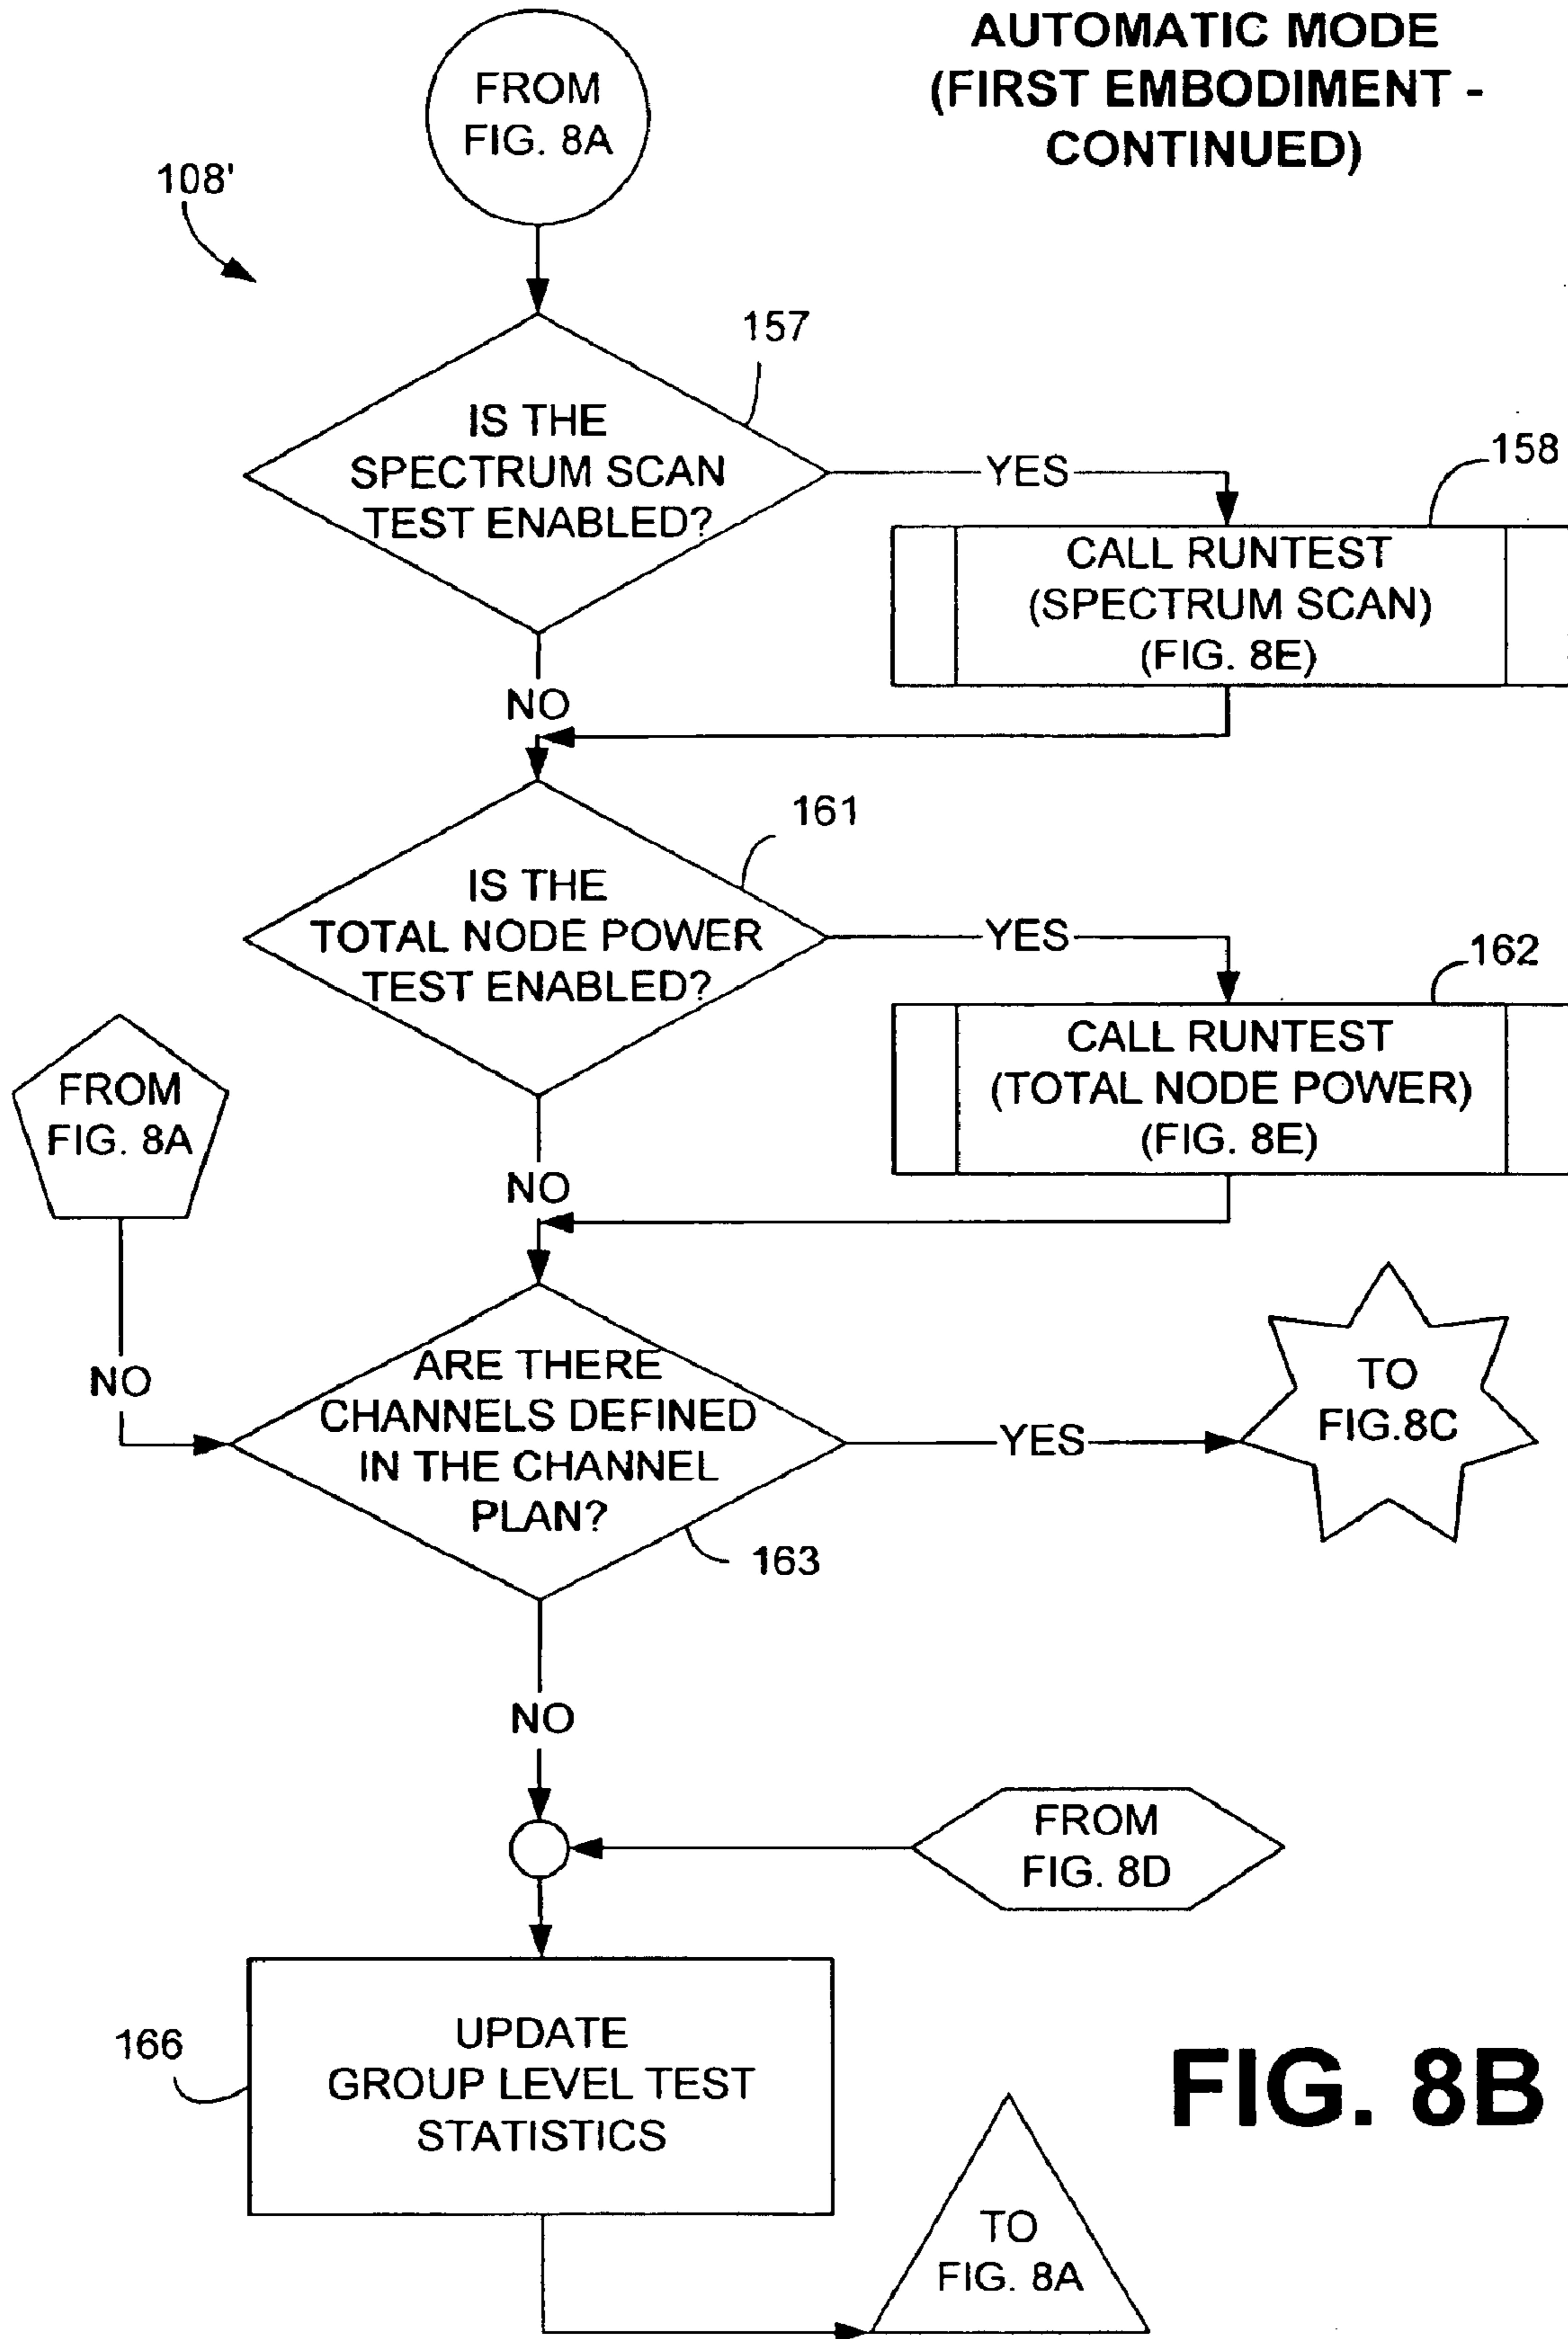 AUTOMATIC MODE
(FIRST EMBODIMENT -
CONTINUED)
FROM
FIG. 8A
108'
157
IS THE
SPECTRUM SCAN
TEST ENABLED?
YES
158
CALL RUNTEST
(SPECTRUM SCAN)
(FIG. 8E)
NO
161
IS THE
TOTAL NODE POWER
TEST ENABLED?
YES
162
CALL RUNTEST
(TOTAL NODE POWER)
(FIG. 8E)
FROM
FIG. 8A
NO
NO
ARE THERE
CHANNELS DEFINED
IN THE CHANNEL
PLAN?
YES
TO
FIG.8C
163
NO
FROM
FIG. 8D
166
UPDATE
GROUP LEVEL TEST
STATISTICS
FIG. 8B
TO
FIG. 8A